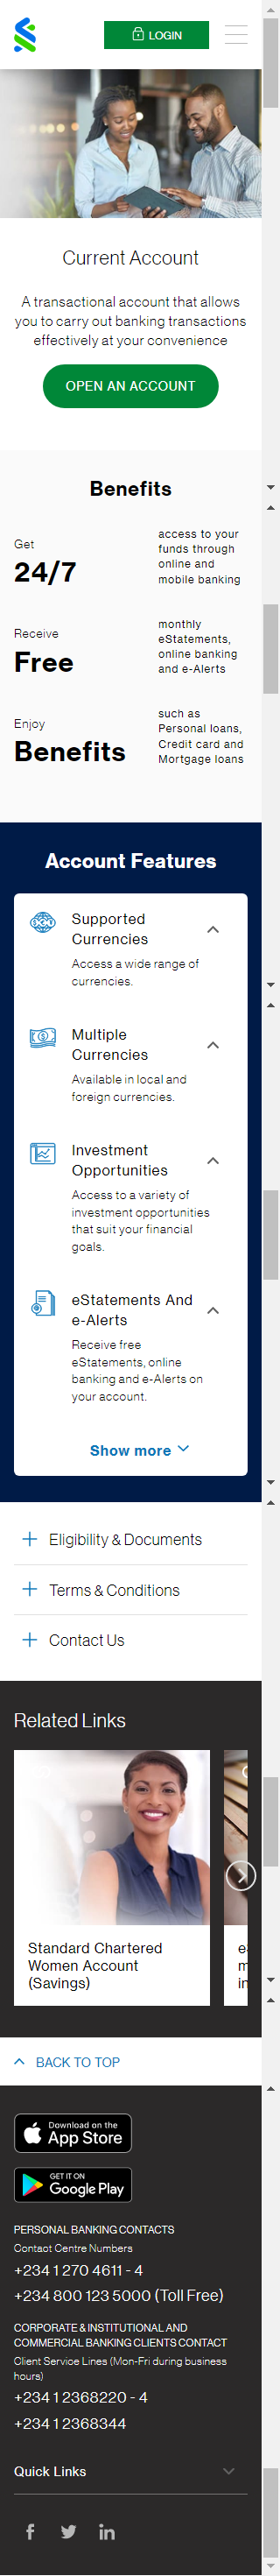 LOGIN
Current Account
A transactional account that allows
you to carry out banking transactions
effectively at your convenience
OPEN AN ACCOUNT
Benefits
Get
24/7
access to your
funds through
online and
mobile banking
Receive
Free
monthly
eStatements,
online banking
and e-Alerts
Enjoy
Benefits
such as
Personal loans,
Credit card and
Mortgage loans
Account Features
Supported
Currencies
Access a wide range of
currencies.
Multiple
Currencies
Available in local and
foreign currencies.
Investment
Opportunities
Access to a variety of
investment opportunities
that suit your financial
goals.
eStatements And
e-Alerts
Receive free
eStatements, online
banking and e-Alerts on
your account.
Show more
Eligibility & Documents
Terms & Conditions
Contact Us
Related Links
Standard Chartered
Women Account
(Savings)
BACK TO TOP
Download on the
App Store
GET IT ON
Google Play
PERSONAL BANKING CONTACTS
Contact Centre Numbers
+234 1 270 4611 - 4
+234 800 123 5000 (Toll Free)
CORPORATE & INSTITUTIONAL AND
COMMERCIAL BANKING CLIENTS CONTACT
Client Service Lines (Mon-Fri during business
hours)
+234 1 2368220 - 4
+234 1 2368344
Quick Links